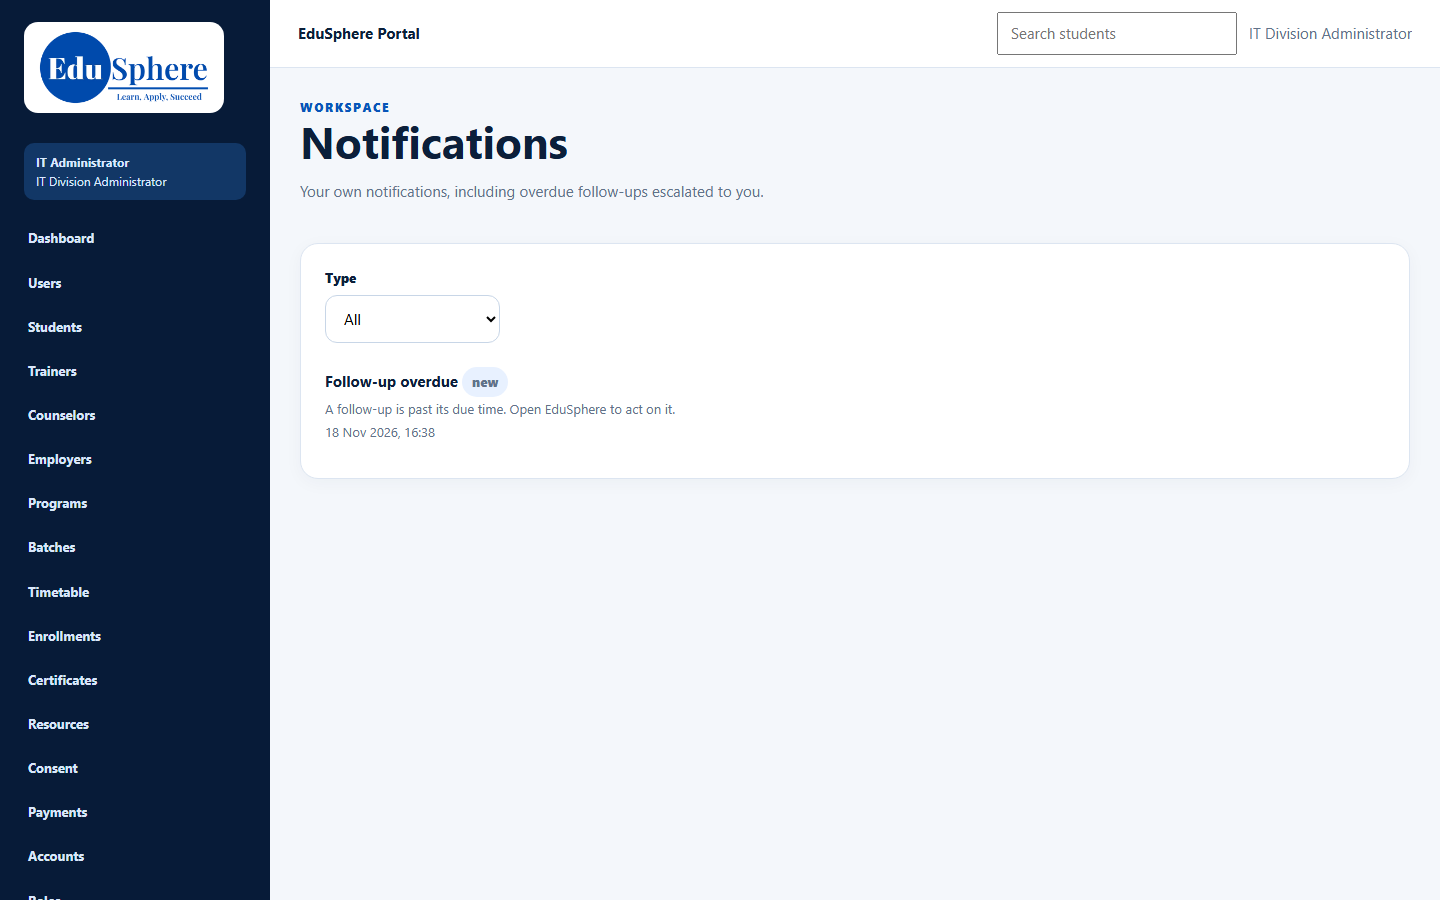 EduSphere
Learn. Apply, Succeed
IT Administrator
IT Division Administrator
Dashboard
Users
Students
Trainers
Counselors
Employers
Programs
Batches
Timetable
Enrollments
Certificates
Resources
Consent
Payments
Accounts
EduSphere Portal
Search students
IT Division Administrator
WORKSPACE
Notifications
Your own notifications, including overdue follow-ups escalated to you.
Type
All
Follow-up overdue new
A follow-up is past its due time. Open EduSphere to act on it.
18 Nov 2026, 16:38